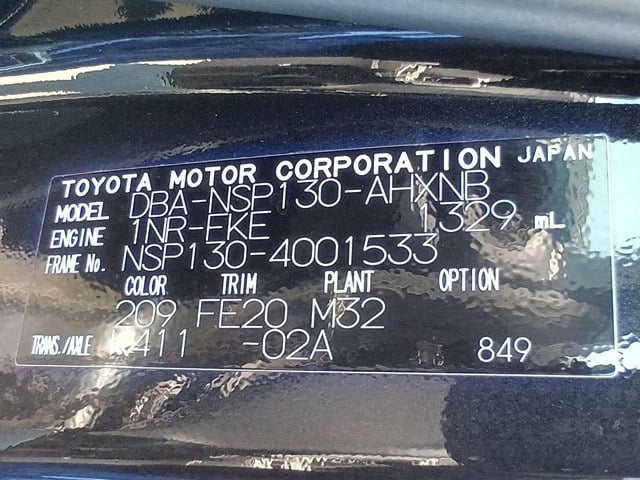 TOYOTA MOTOR CORPORATION JAPAN
MODEL DBA-NSP130-AHXNB
ENGINE 1NR-FKE 1329 mL
FRAME No. NSP130-4001533
COLOR TRIM PLANT OPTION
209 FE20 M32
TRANS./AXLE K411 -02A 849